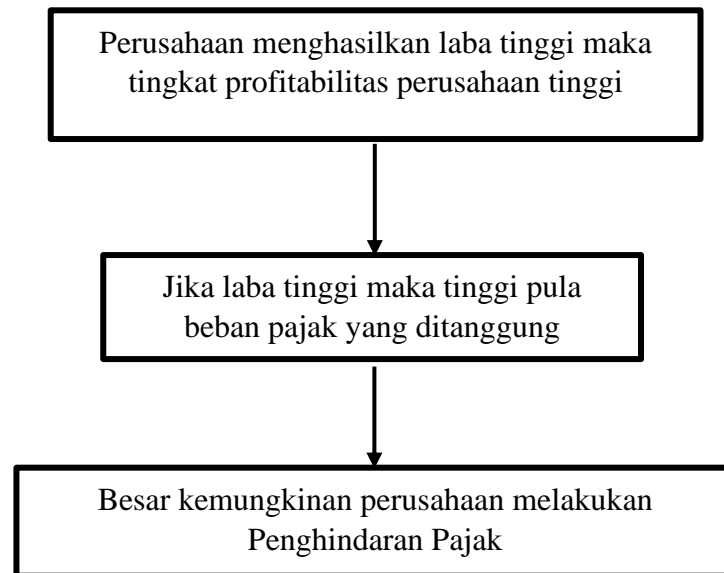 Perusahaan menghasilkan laba tinggi maka
tingkat profitabilitas perusahaan tinggi
Jika laba tinggi maka tinggi pula
beban pajak yang ditanggung
Besar kemungkinan perusahaan melakukan
Penghindaran Pajak